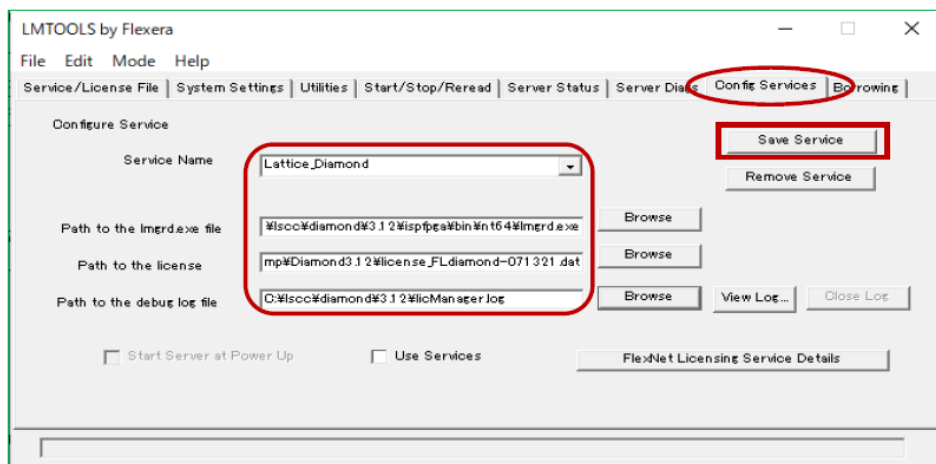 LMTOOLS by Flexera
File Edit Mode Help
Service/License File System Settings Utilities Start/Stop/Reread Server Status Server Diags Config Services Borrowing
Configure Service
Save Service
Service Name
Lattice_Diamond
Remove Service
Path to the lmgrd.exe file
¥lscc¥diamond¥3.12¥ispfpga¥bin¥nt64¥lmgrd.exe
Browse
Path to the license
mp¥Diamond3.12¥license_FLdiamond-071321.dat
Browse
Path to the debug log file
C:¥lscc¥diamond¥3.12¥licManager.log
Browse
View Log...
Close Log
Start Server at Power Up
Use Services
FlexNet Licensing Service Details